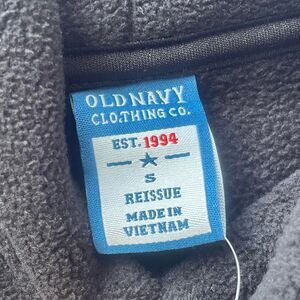 OLD NAVY
CLOTHING CO.
EST. 1994
S
REISSUE
MADE IN
VIETNAM